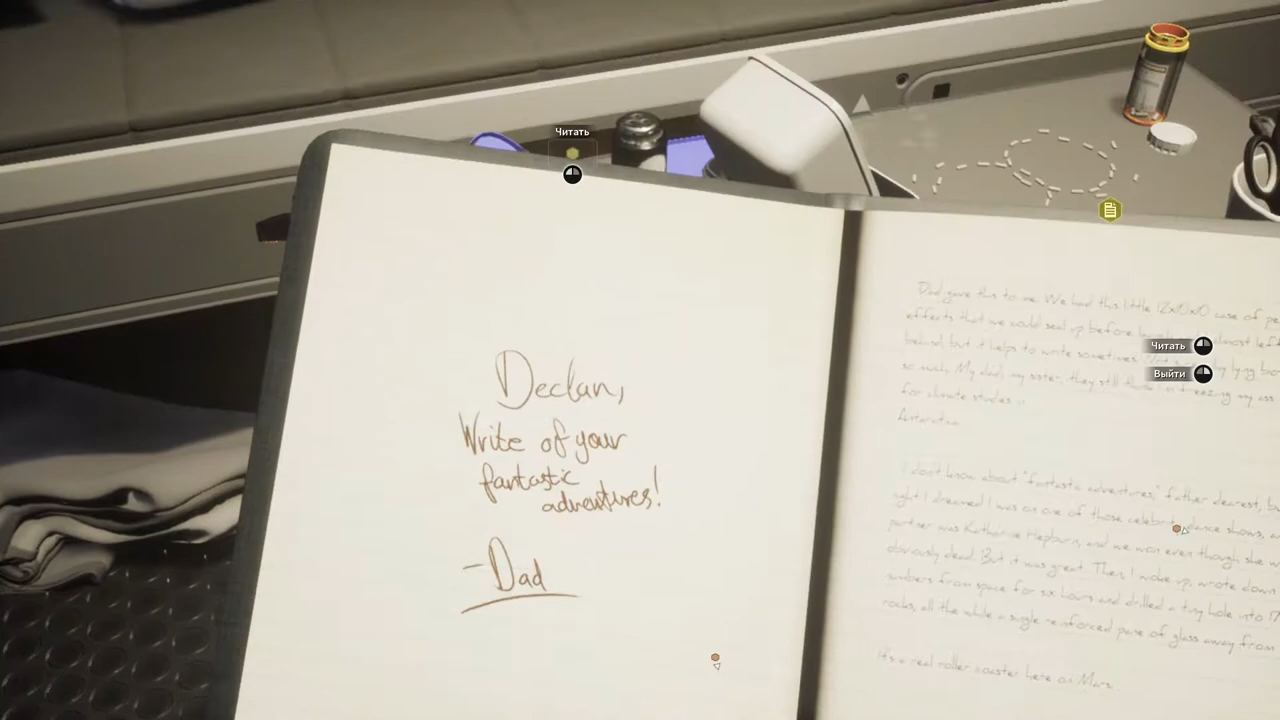 Читать
Declan,
Write of your
fantastic
adventures!
-Dad
Dad gave this to me. We had this little 12x10x10 case of pe
effects that we would seal up before almost left
behind, but it helps to write sometimes. lying
so much. My dad, my sister, they still think I'm freezing my ass
for climate studies in
Antarctica.
I don't know about "fantastic adventures," father dearest, b
ight I dreamed I was on one of those celebrity dance shows, a
partner was Katharine Hepburn, and we won even though she w
obviously dead. But it was great. Then I woke up, wrote down
numbers from space for six hours and drilled a tiny hole into 17
rocks, all the while a single reinforced pane of glass away from
It's a real roller coaster here on Mars.
Читать
Выйти